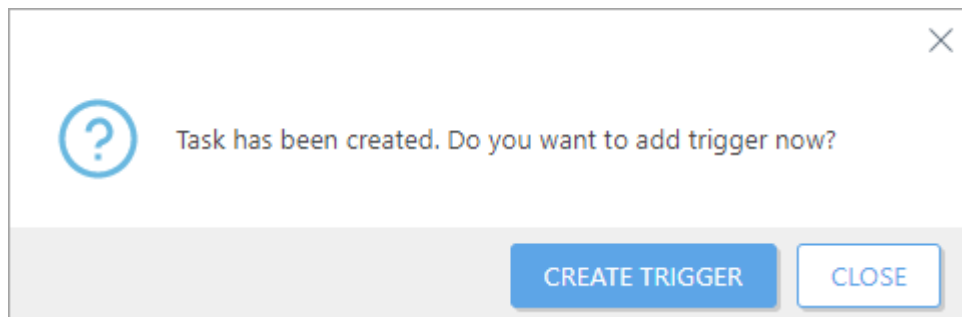 Task has been created. Do you want to add trigger now?
CREATE TRIGGER
CLOSE